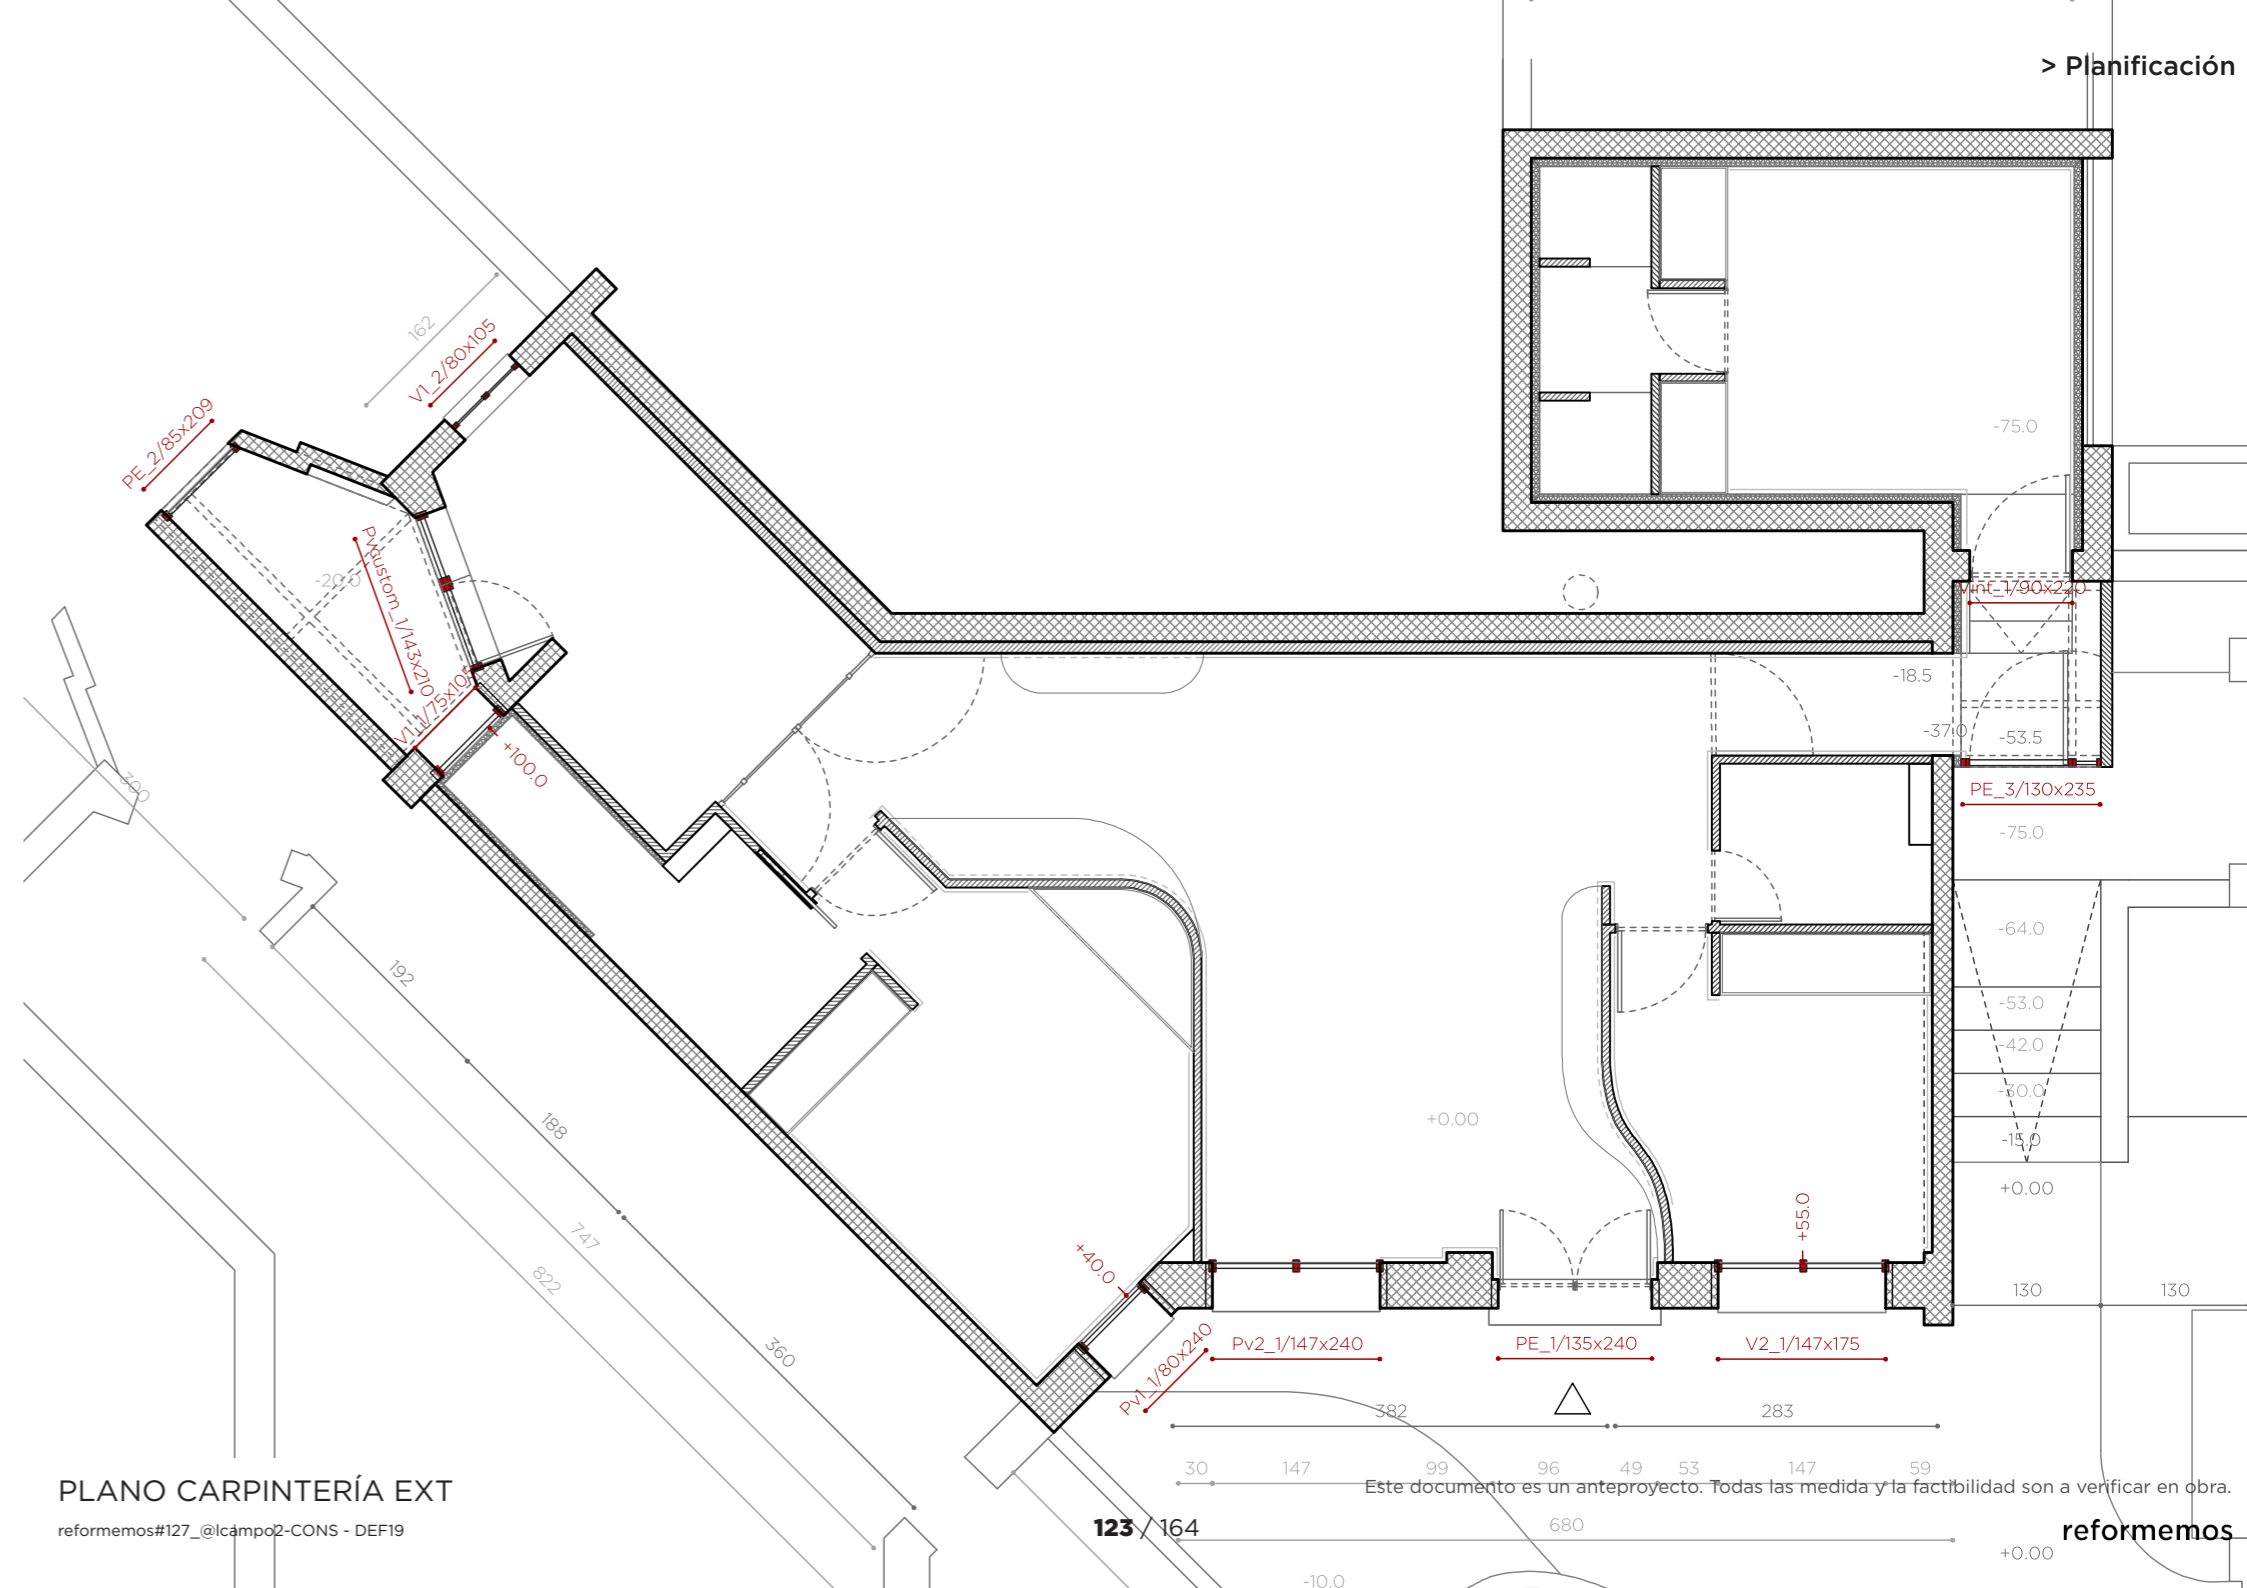 > Planificación
162
V1_2/80x105
PE_2/85x209
-75.0
-20.0
Pvcustom_1/143x210
Vint_1/90x220
V1_1/75x105
-18.5
+100.0
-37.0
-53.5
300
PE_3/130x235
-75.0
192
-64.0
-53.0
-42.0
188
-30.0
+0.00
-15.0
+0.00
+55.0
747
+40.0
822
130
130
360
Pv1_1/80x240
Pv2_1/147x240
PE_1/135x240
V2_1/147x175
382
283
30
147
99
96
49
53
147
59
PLANO CARPINTERÍA EXT
Este documento es un anteproyecto. Todas las medida y la factibilidad son a verificar en obra.
reformemos#127_@lcampo2-CONS - DEF19
123 / 164
680
reformemos
+0.00
-10.0